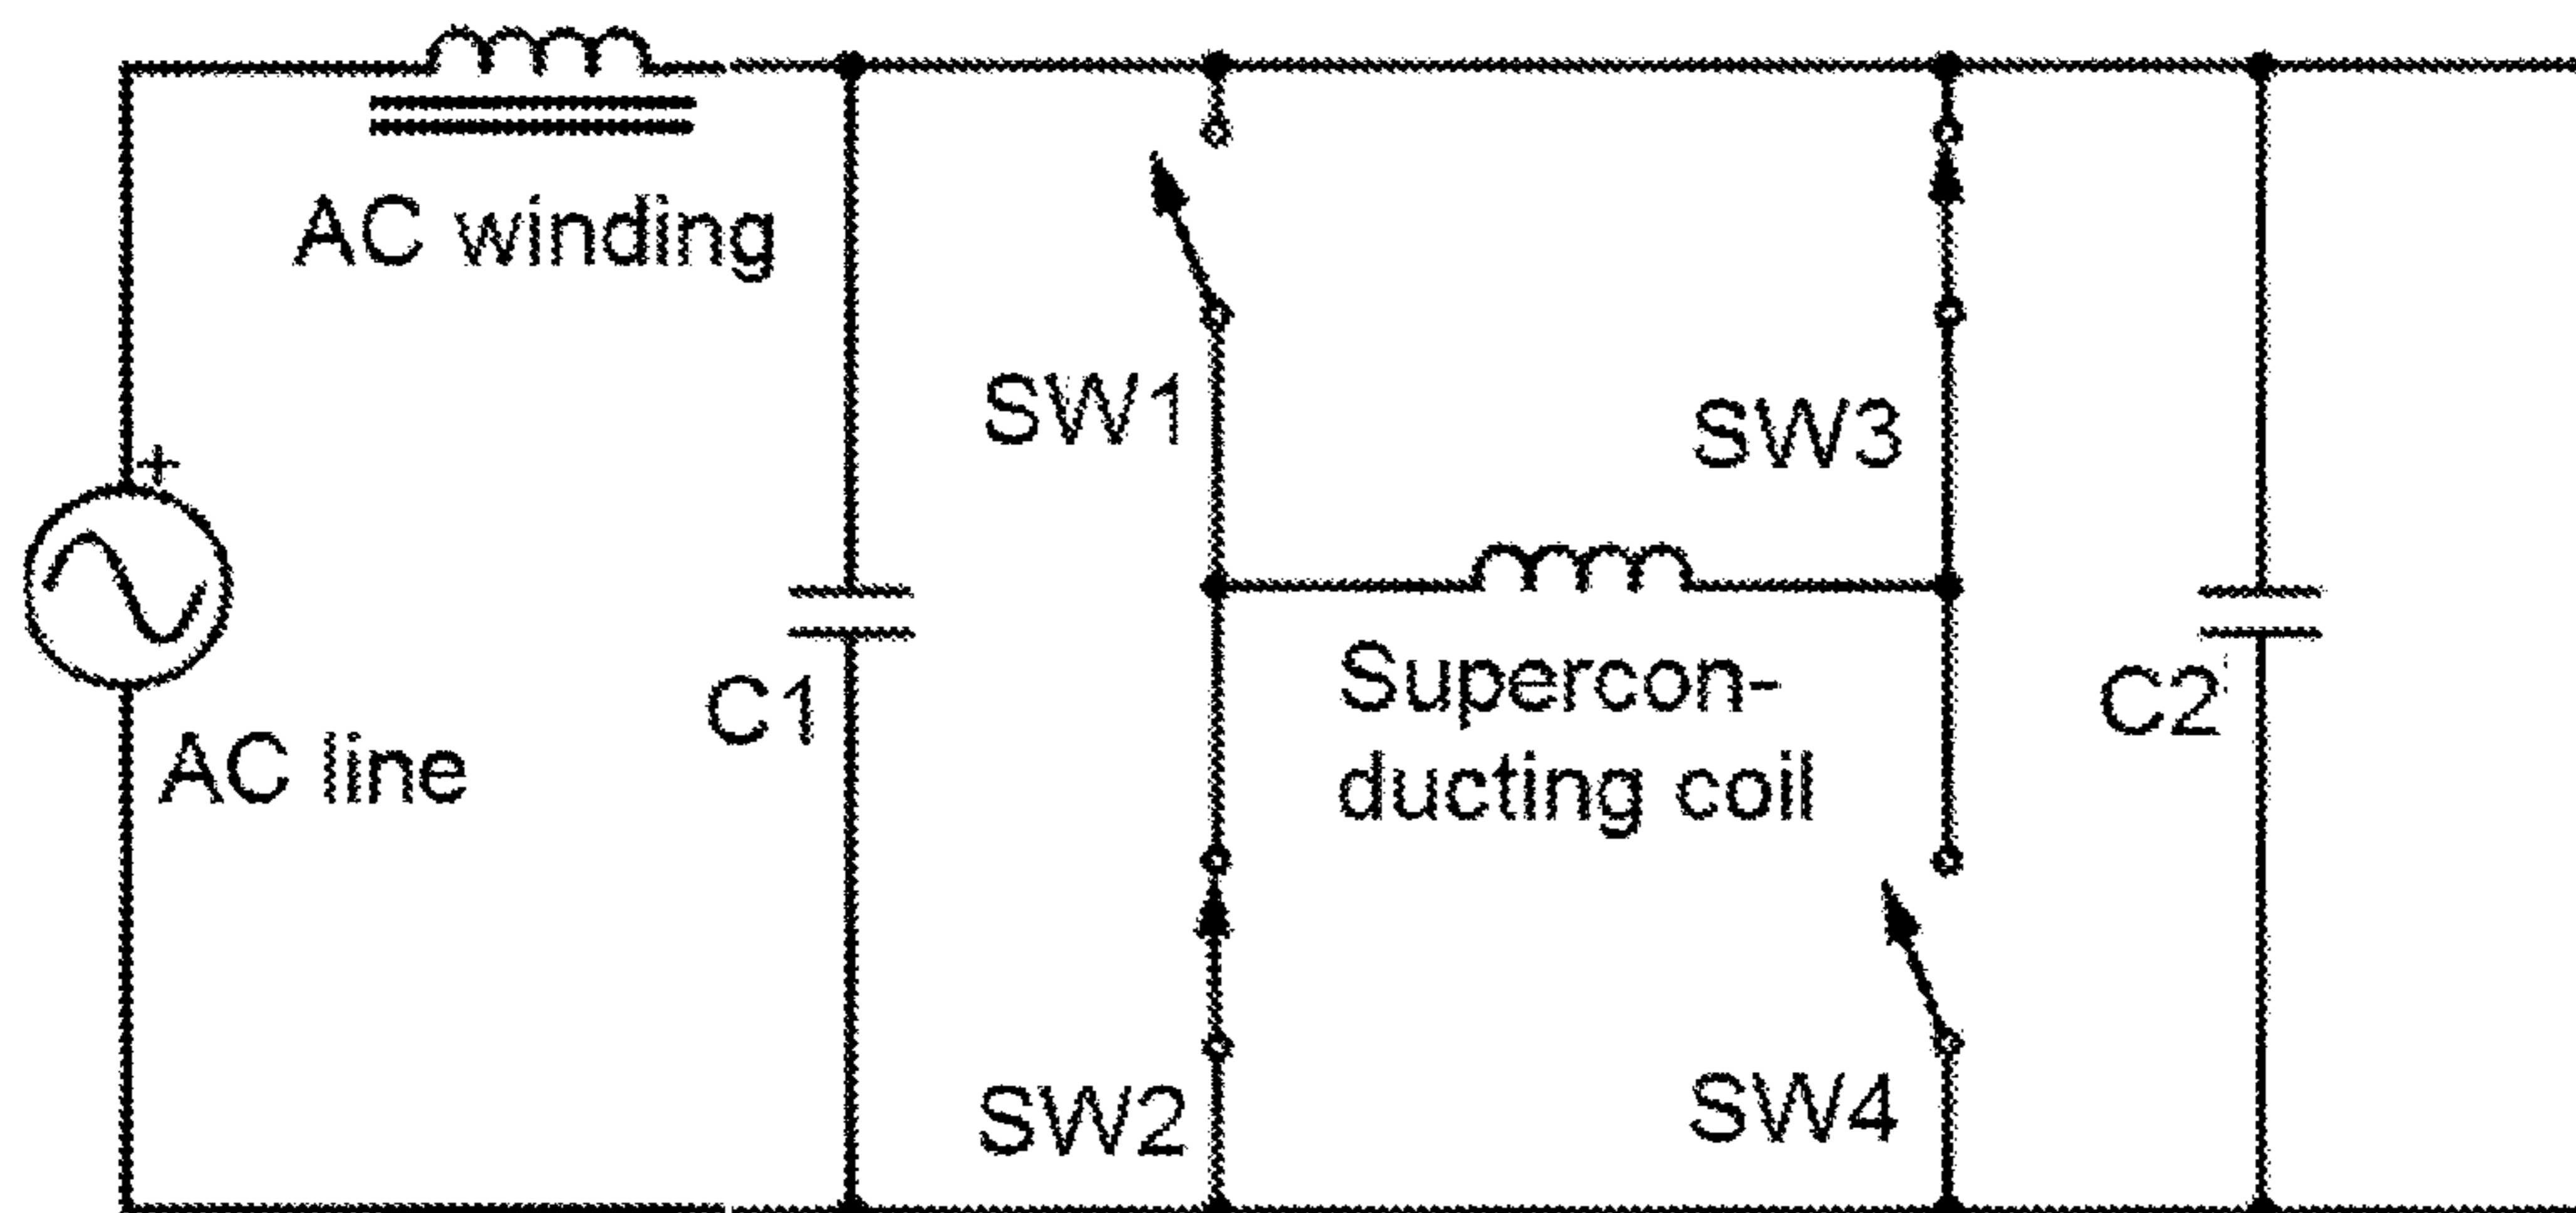 AC winding
SW1
SW3
+
Supercon-
ducting coil
C1
C2
AC line
SW2
SW4